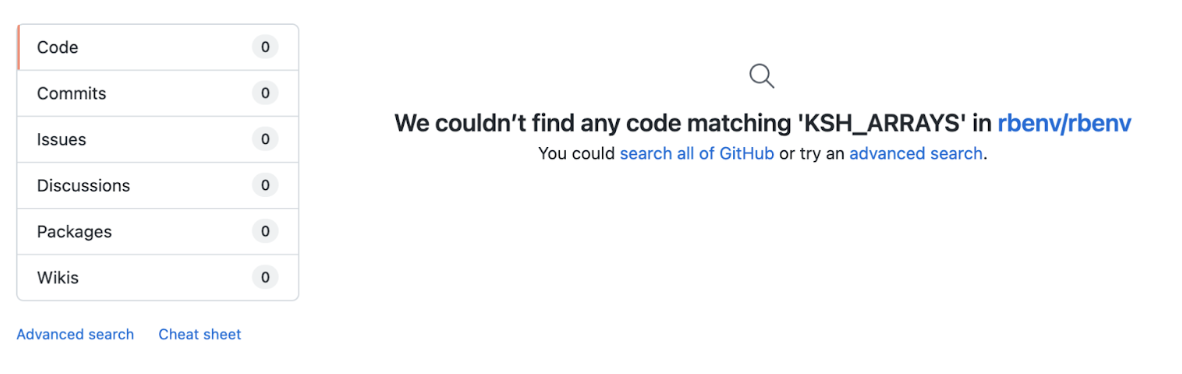 Code 0
Commits 0
Issues 0
Discussions 0
Packages 0
Wikis 0
Advanced search Cheat sheet
We couldn’t find any code matching 'KSH_ARRAYS' in rbenv/rbenv
You could search all of GitHub or try an advanced search.